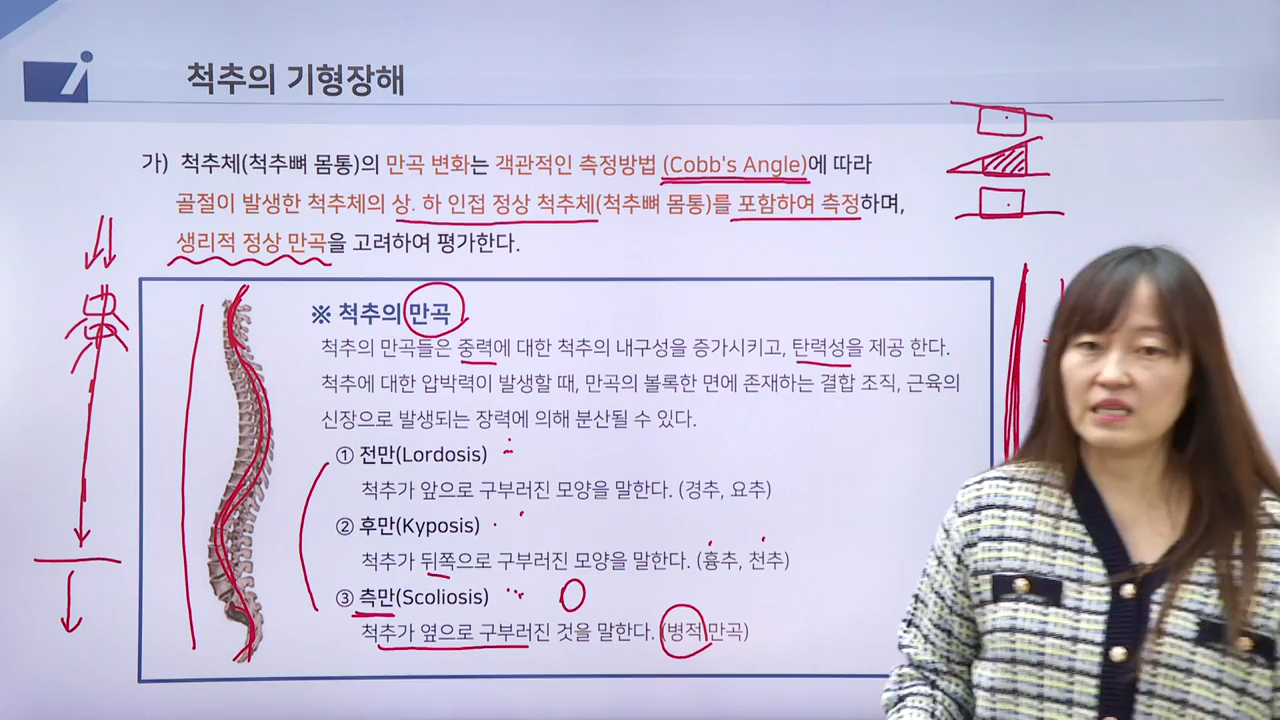 척추의 기형장해
가) 척추체(척추뼈 몸통)의 만곡 변화는 객관적인 측정방법 (Cobb's Angle)에 따라
골절이 발생한 척추체의 상. 하 인접 정상 척추체(척추뼈 몸통)를 포함하여 측정하며,
생리적 정상 만곡을 고려하여 평가한다.
※ 척추의 만곡
척추의 만곡들은 중력에 대한 척추의 내구성을 증가시키고, 탄력성을 제공 한다.
척추에 대한 압박력이 발생할 때, 만곡의 볼록한 면에 존재하는 결합 조직, 근육의
신장으로 발생되는 장력에 의해 분산될 수 있다.
① 전만(Lordosis)
척추가 앞으로 구부러진 모양을 말한다. (경추, 요추)
② 후만(Kyposis)
척추가 뒤쪽으로 구부러진 모양을 말한다. (흉추, 천추)
③ 측만(Scoliosis)
척추가 옆으로 구부러진 것을 말한다. (병적 만곡)